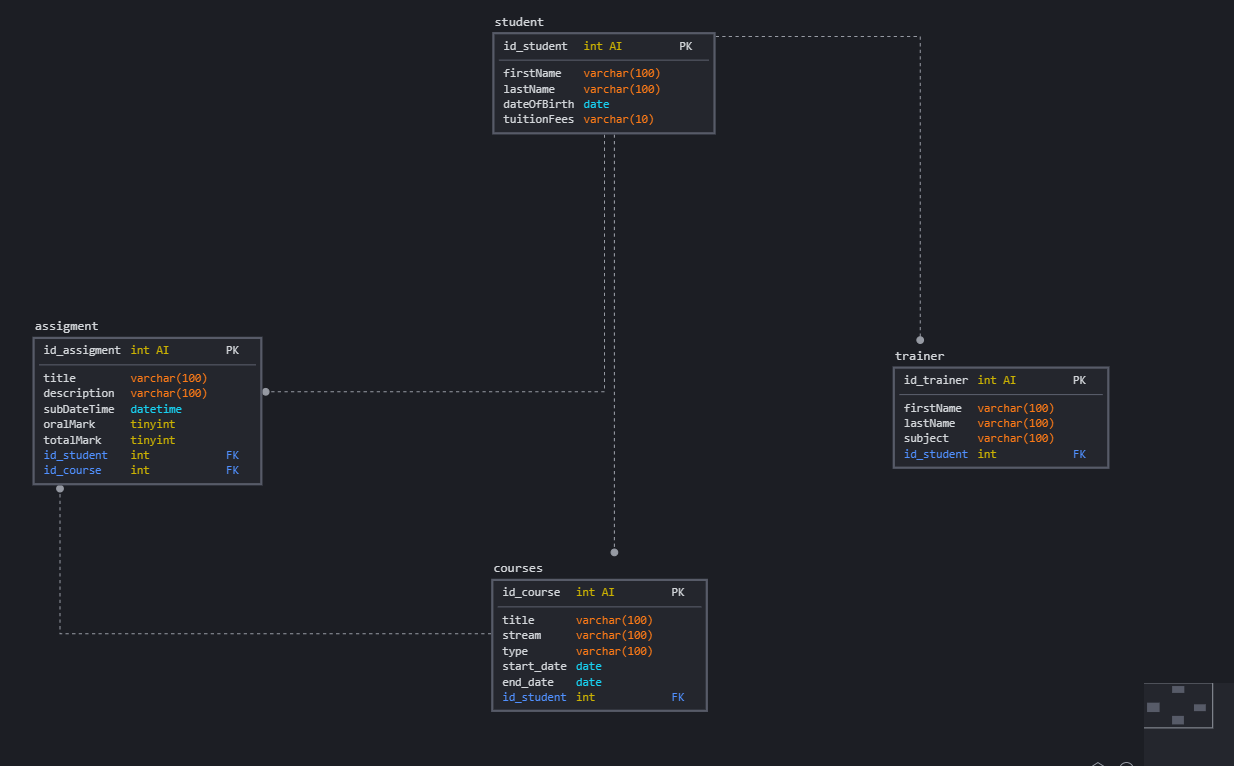 student
id_student int AI PK
firstName varchar(100)
lastName varchar(100)
dateOfBirth date
tuitionFees varchar(10)
assigment
id_assigment int AI PK
title varchar(100)
description varchar(100)
subDateTime datetime
oralMark tinyint
totalMark tinyint
id_student int FK
id_course int FK
trainer
id_trainer int AI PK
firstName varchar(100)
lastName varchar(100)
subject varchar(100)
id_student int FK
courses
id_course int AI PK
title varchar(100)
stream varchar(100)
type varchar(100)
start_date date
end_date date
id_student int FK